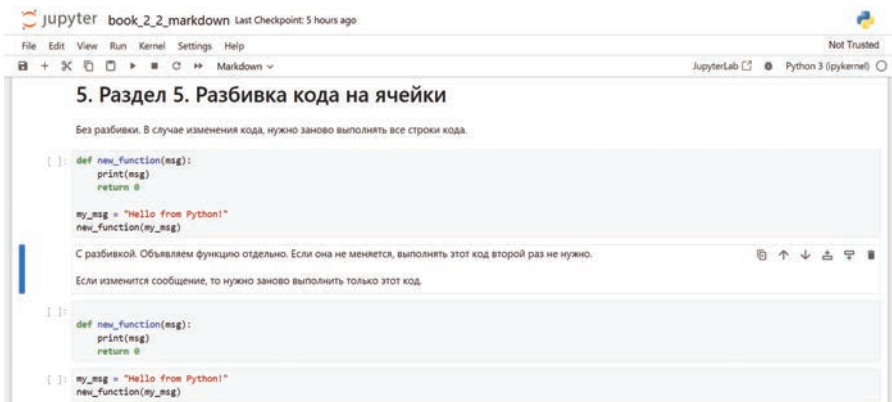 jupyter book_2_2_markdown Last Checkpoint: 5 hours ago
File Edit View Run Kernel Settings Help Not Trusted
Markdown JupyterLab Python 3 (ipykernel)
5. Раздел 5. Разбивка кода на ячейки
Без разбивки. В случае изменения кода, нужно заново выполнять все строки кода.
[ ]: def new_function(msg):
print(msg)
return 0
my_msg = "Hello from Python!"
new_function(my_msg)
С разбивкой. Объявляем функцию отдельно. Если она не меняется, выполнять этот код второй раз не нужно.
Если изменится сообщение, то нужно заново выполнить только этот код.
[ ]:
def new_function(msg):
print(msg)
return 0
[ ]: my_msg = "Hello from Python!"
new_function(my_msg)